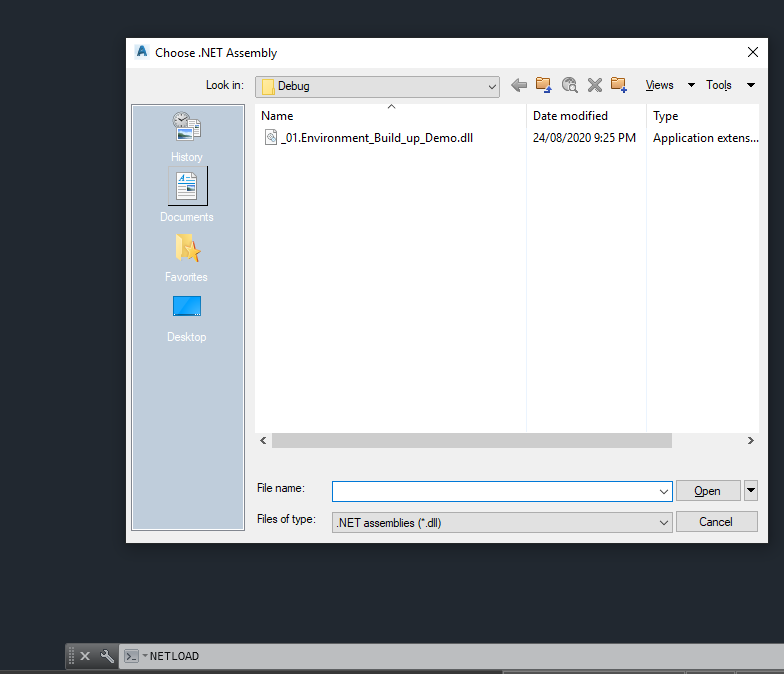 Choose .NET Assembly
Look in: Debug Views Tools
Name Date modified Type
_01.Environment_Build_up_Demo.dll 24/08/2020 9:25 PM Application extens...
History
Documents
Favorites
Desktop
File name: Open
Files of type: .NET assemblies (*.dll) Cancel
NETLOAD